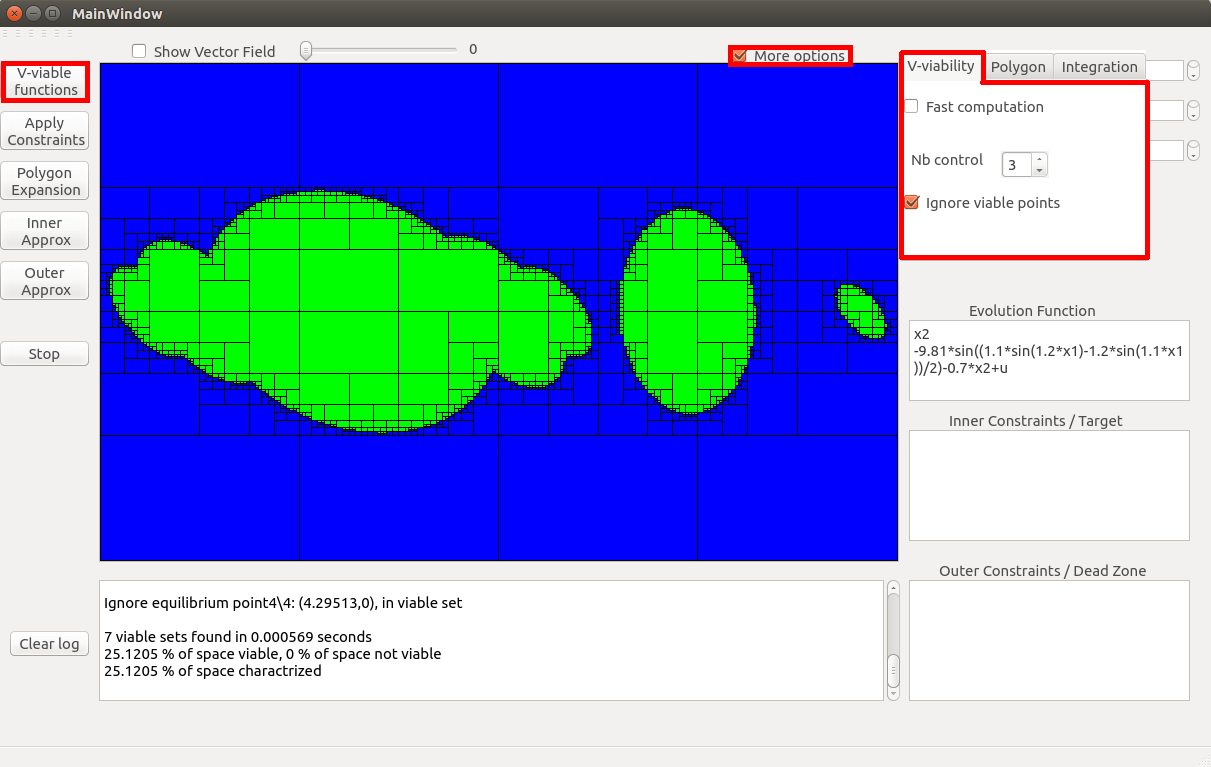 MainWindow
Show Vector Field
0
More options
V-viable
functions
Apply
Constraints
Polygon
Expansion
Inner
Approx
Outer
Approx
Stop
Clear log
V-viability
Polygon
Integration
Fast computation
Nb control
3
Ignore viable points
Evolution Function
x2
-9.81*sin((1.1*sin(1.2*x1)-1.2*sin(1.1*x1
))/2)-0.7*x2+u
Inner Constraints / Target
Outer Constraints / Dead Zone
Ignore equilibrium point4\4: (4.29513,0), in viable set
7 viable sets found in 0.000569 seconds
25.1205 % of space viable, 0 % of space not viable
25.1205 % of space charactrized